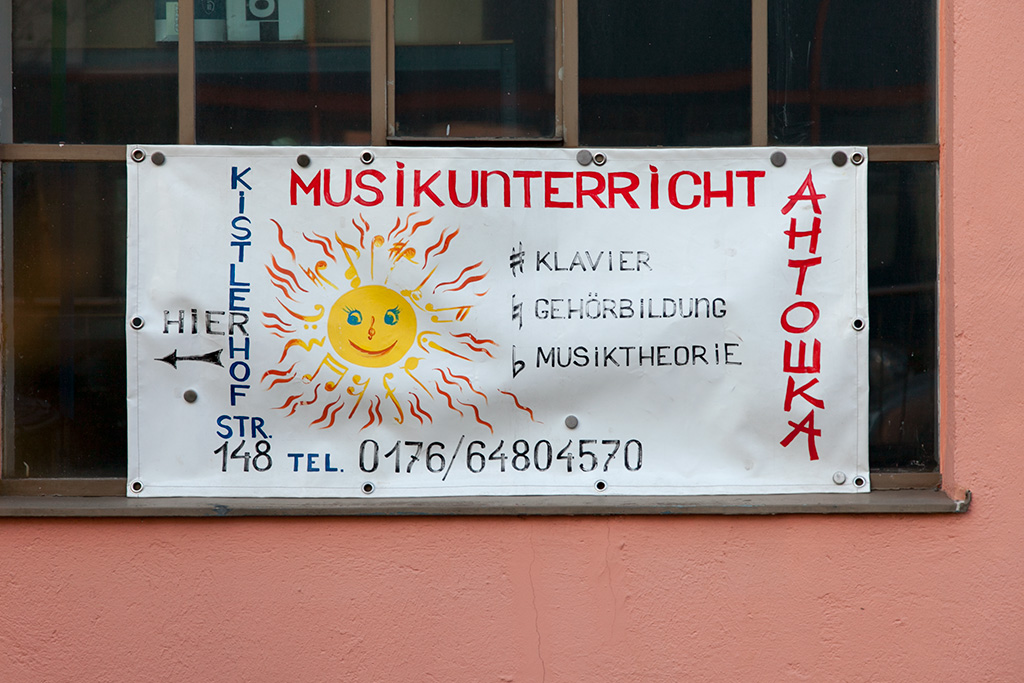 MUSIKUNTERRICHT
KISTLERHOF
STR.
148
HIER
♯ KLAVIER
♮ GEHÖRBILDUNG
♭ MUSIKTHEORIE
АНТОШКА
TEL. 0176/64804570